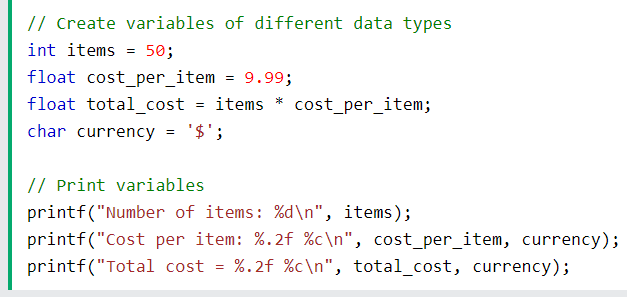 // Create variables of different data types
int items = 50;
float cost_per_item = 9.99;
float total_cost = items * cost_per_item;
char currency = '$';
// Print variables
printf("Number of items: %d\n", items);
printf("Cost per item: %.2f %c\n", cost_per_item, currency);
printf("Total cost = %.2f %c\n", total_cost, currency);